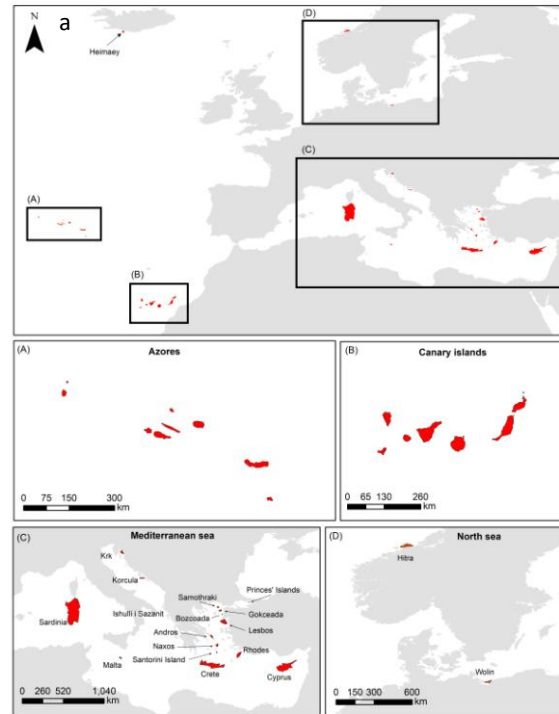 N
a
Heimaey
(D)
(C)
(A)
(B)
(A)
Azores
0 75 150 300
km
(B)
Canary islands
0 65 130 260
km
(C)
Mediterranean sea
Krk
Korcula
Samothraki
Princes' Islands
Sardinia
Ishulli i Sazanit
Bozcoada
Gokceada
Andros
Lesbos
Naxos
Rhodes
Malta
Santorini Island
Crete
Cyprus
0 260 520 1,040
km
(D)
North sea
Hitra
Wolin
0 150 300 600
km